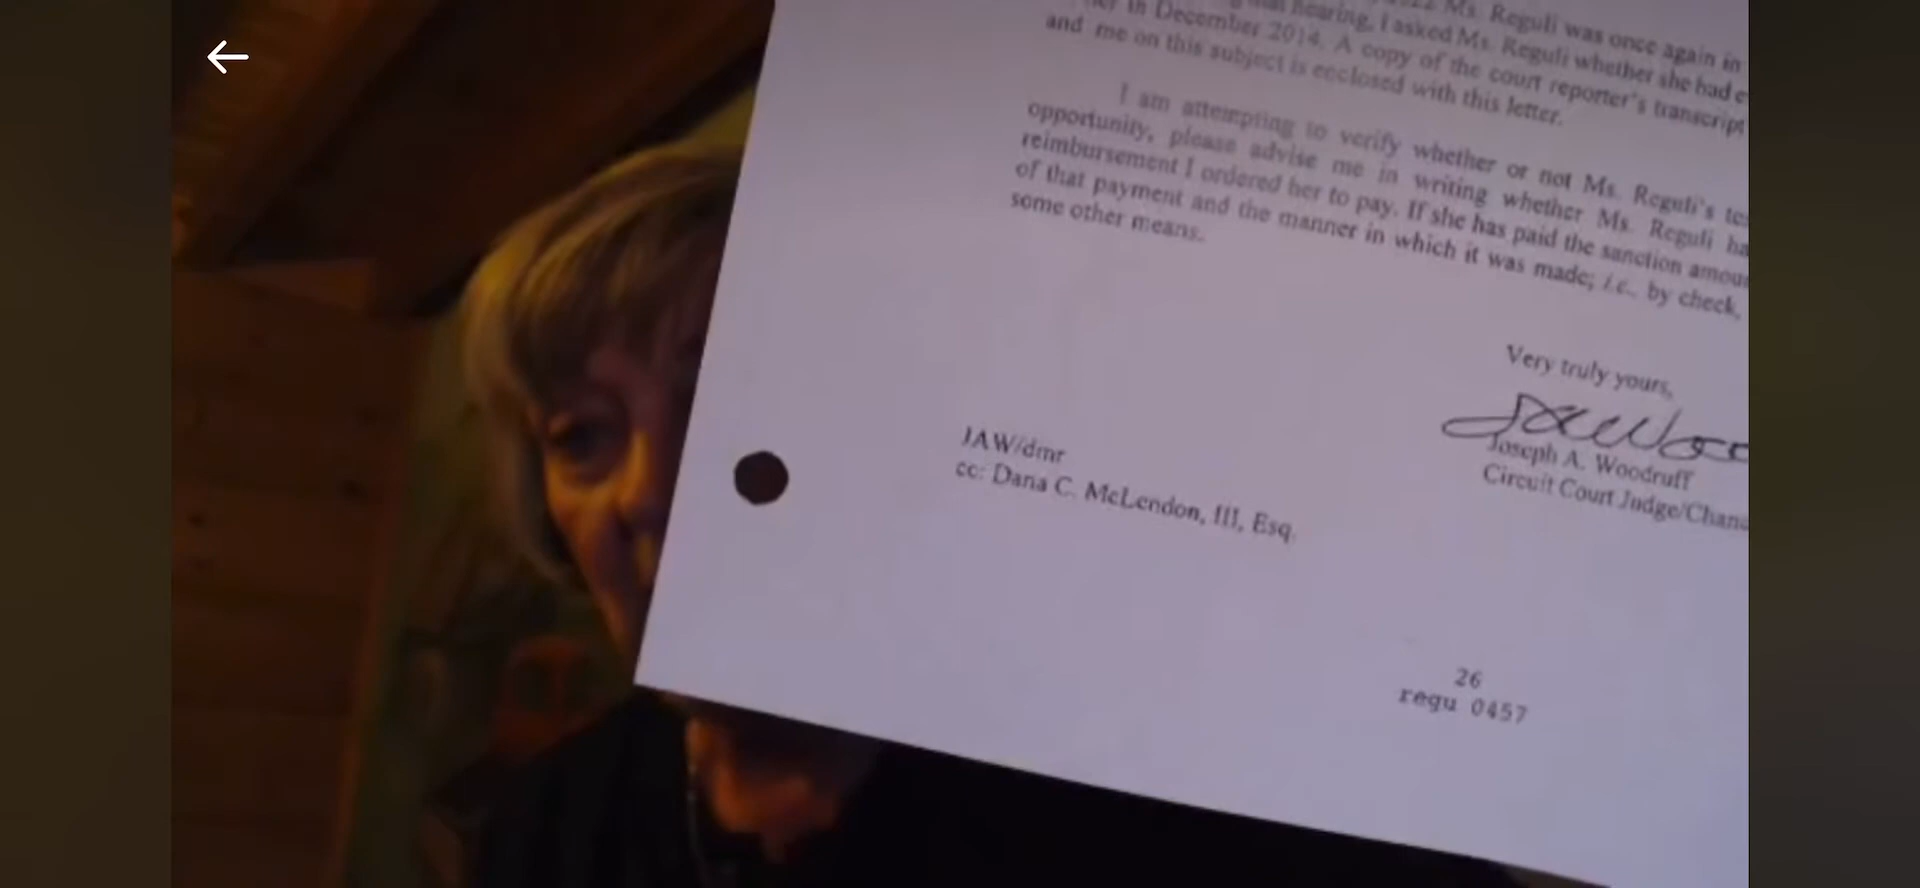 Ms. Reguli was once again in
hearing, I asked Ms. Reguli whether she had
in December 2014. A copy of the court reporter's transcript
and me on this subject is enclosed with this letter.
I am attempting to verify whether or not Ms. Reguli's
opportunity, please advise me in writing whether Ms. Reguli
reimbursement I ordered her to pay. If she has paid the sanction
of that payment and the manner in which it was made; i.e., by check,
some other means.
Very truly yours,
Joseph A. Woodruff
Circuit Court Judge/
JAW/dmr
cc: Dana C. McLendon, III, Esq.
26
regu 0457